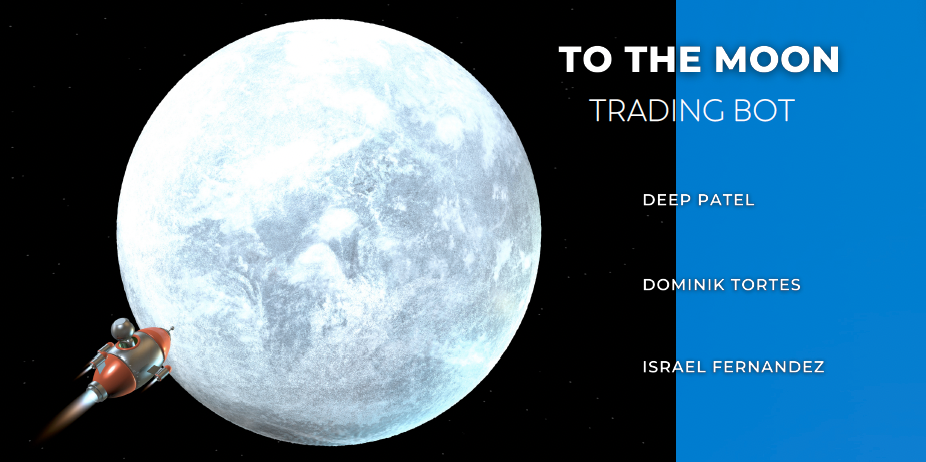 TO THE MOON
TRADING BOT
DEEP PATEL
DOMINIK TORTES
ISRAEL FERNANDEZ